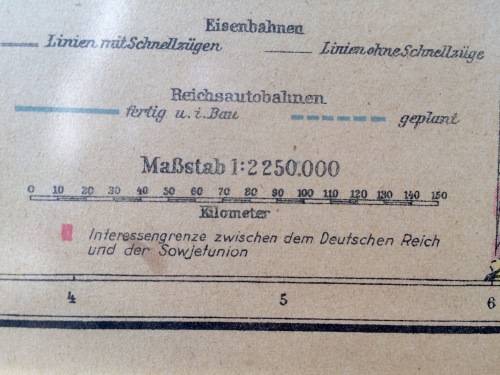 Eisenbahnen
Linien mit Schnellzügen Linien ohne Schnellzüge
Reichsautobahnen
fertig u. i. Bau geplant
Maßstab 1:2 250.000
0 10 20 30 40 50 60 70 80 90 100 110 120 130 140 150
Kilometer
Interessengrenze zwischen dem Deutschen Reich
und der Sowjetunion
4 5 6